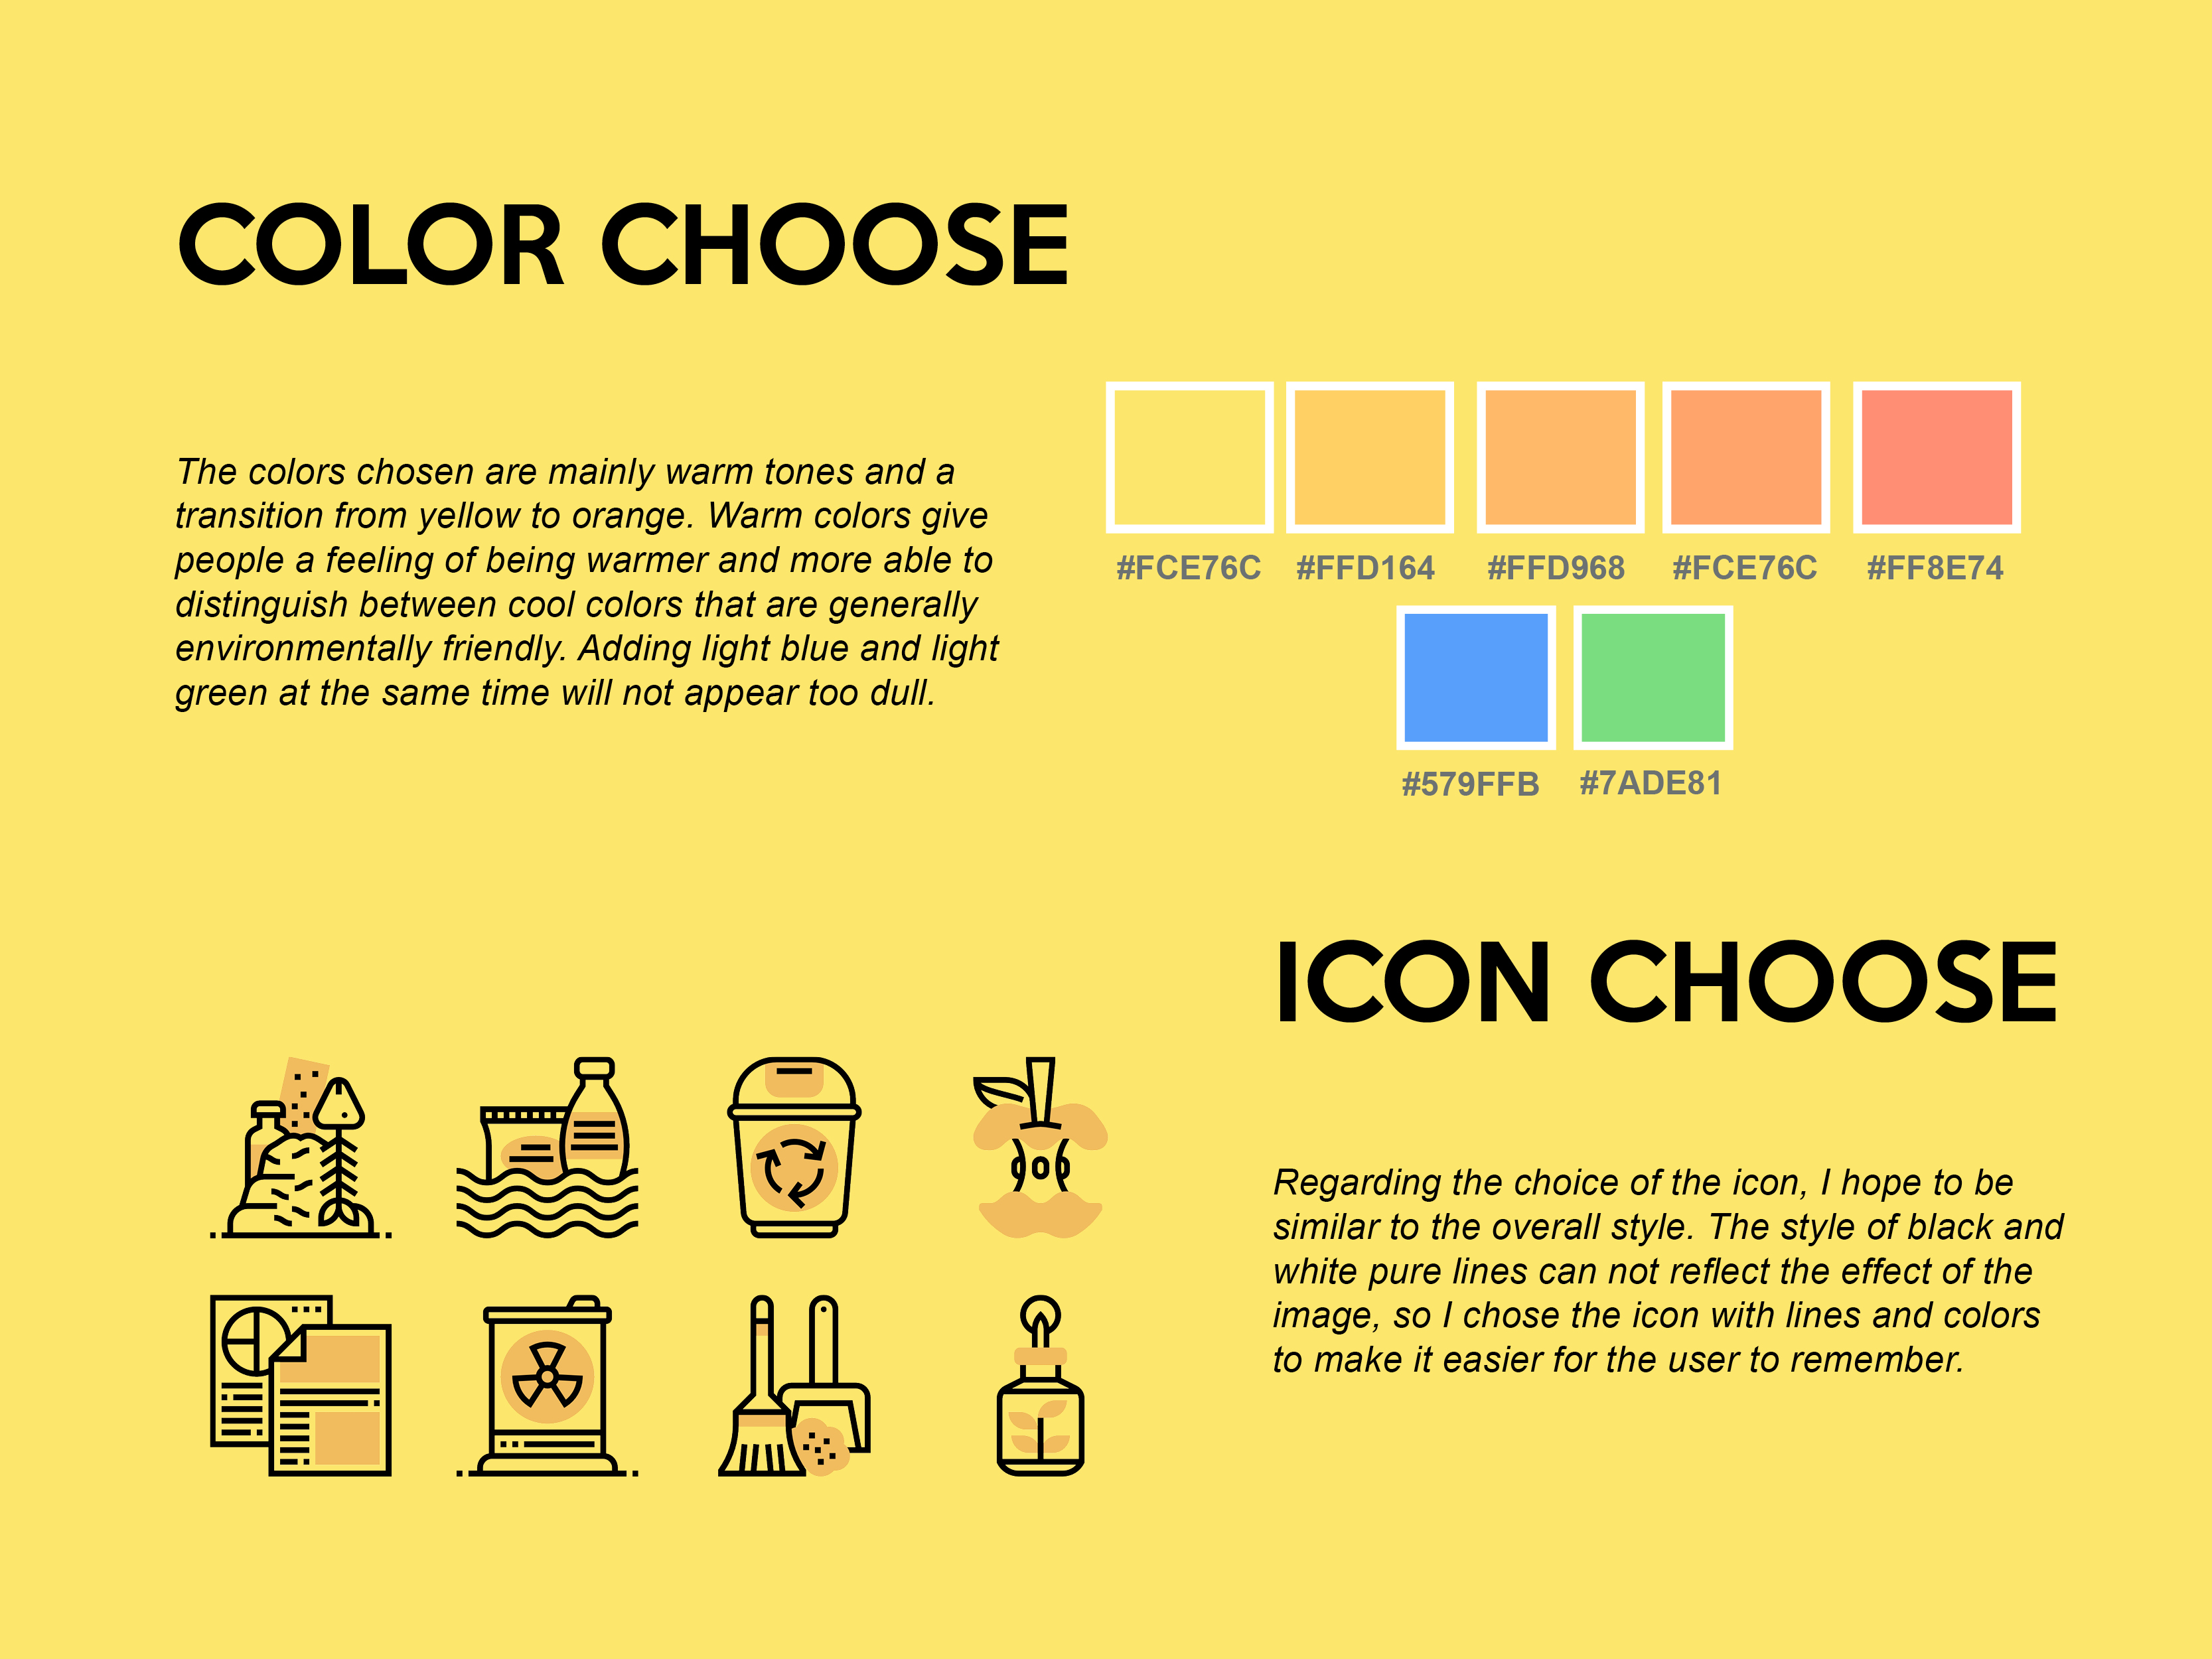 COLOR CHOOSE
The colors chosen are mainly warm tones and a
transition from yellow to orange. Warm colors give
people a feeling of being warmer and more able to
distinguish between cool colors that are generally
environmentally friendly. Adding light blue and light
green at the same time will not appear too dull.
#FCE76C #FFD164 #FFD968 #FCE76C #FF8E74
#579FFB #7ADE81
ICON CHOOSE
Regarding the choice of the icon, I hope to be
similar to the overall style. The style of black and
white pure lines can not reflect the effect of the
image, so I chose the icon with lines and colors
to make it easier for the user to remember.